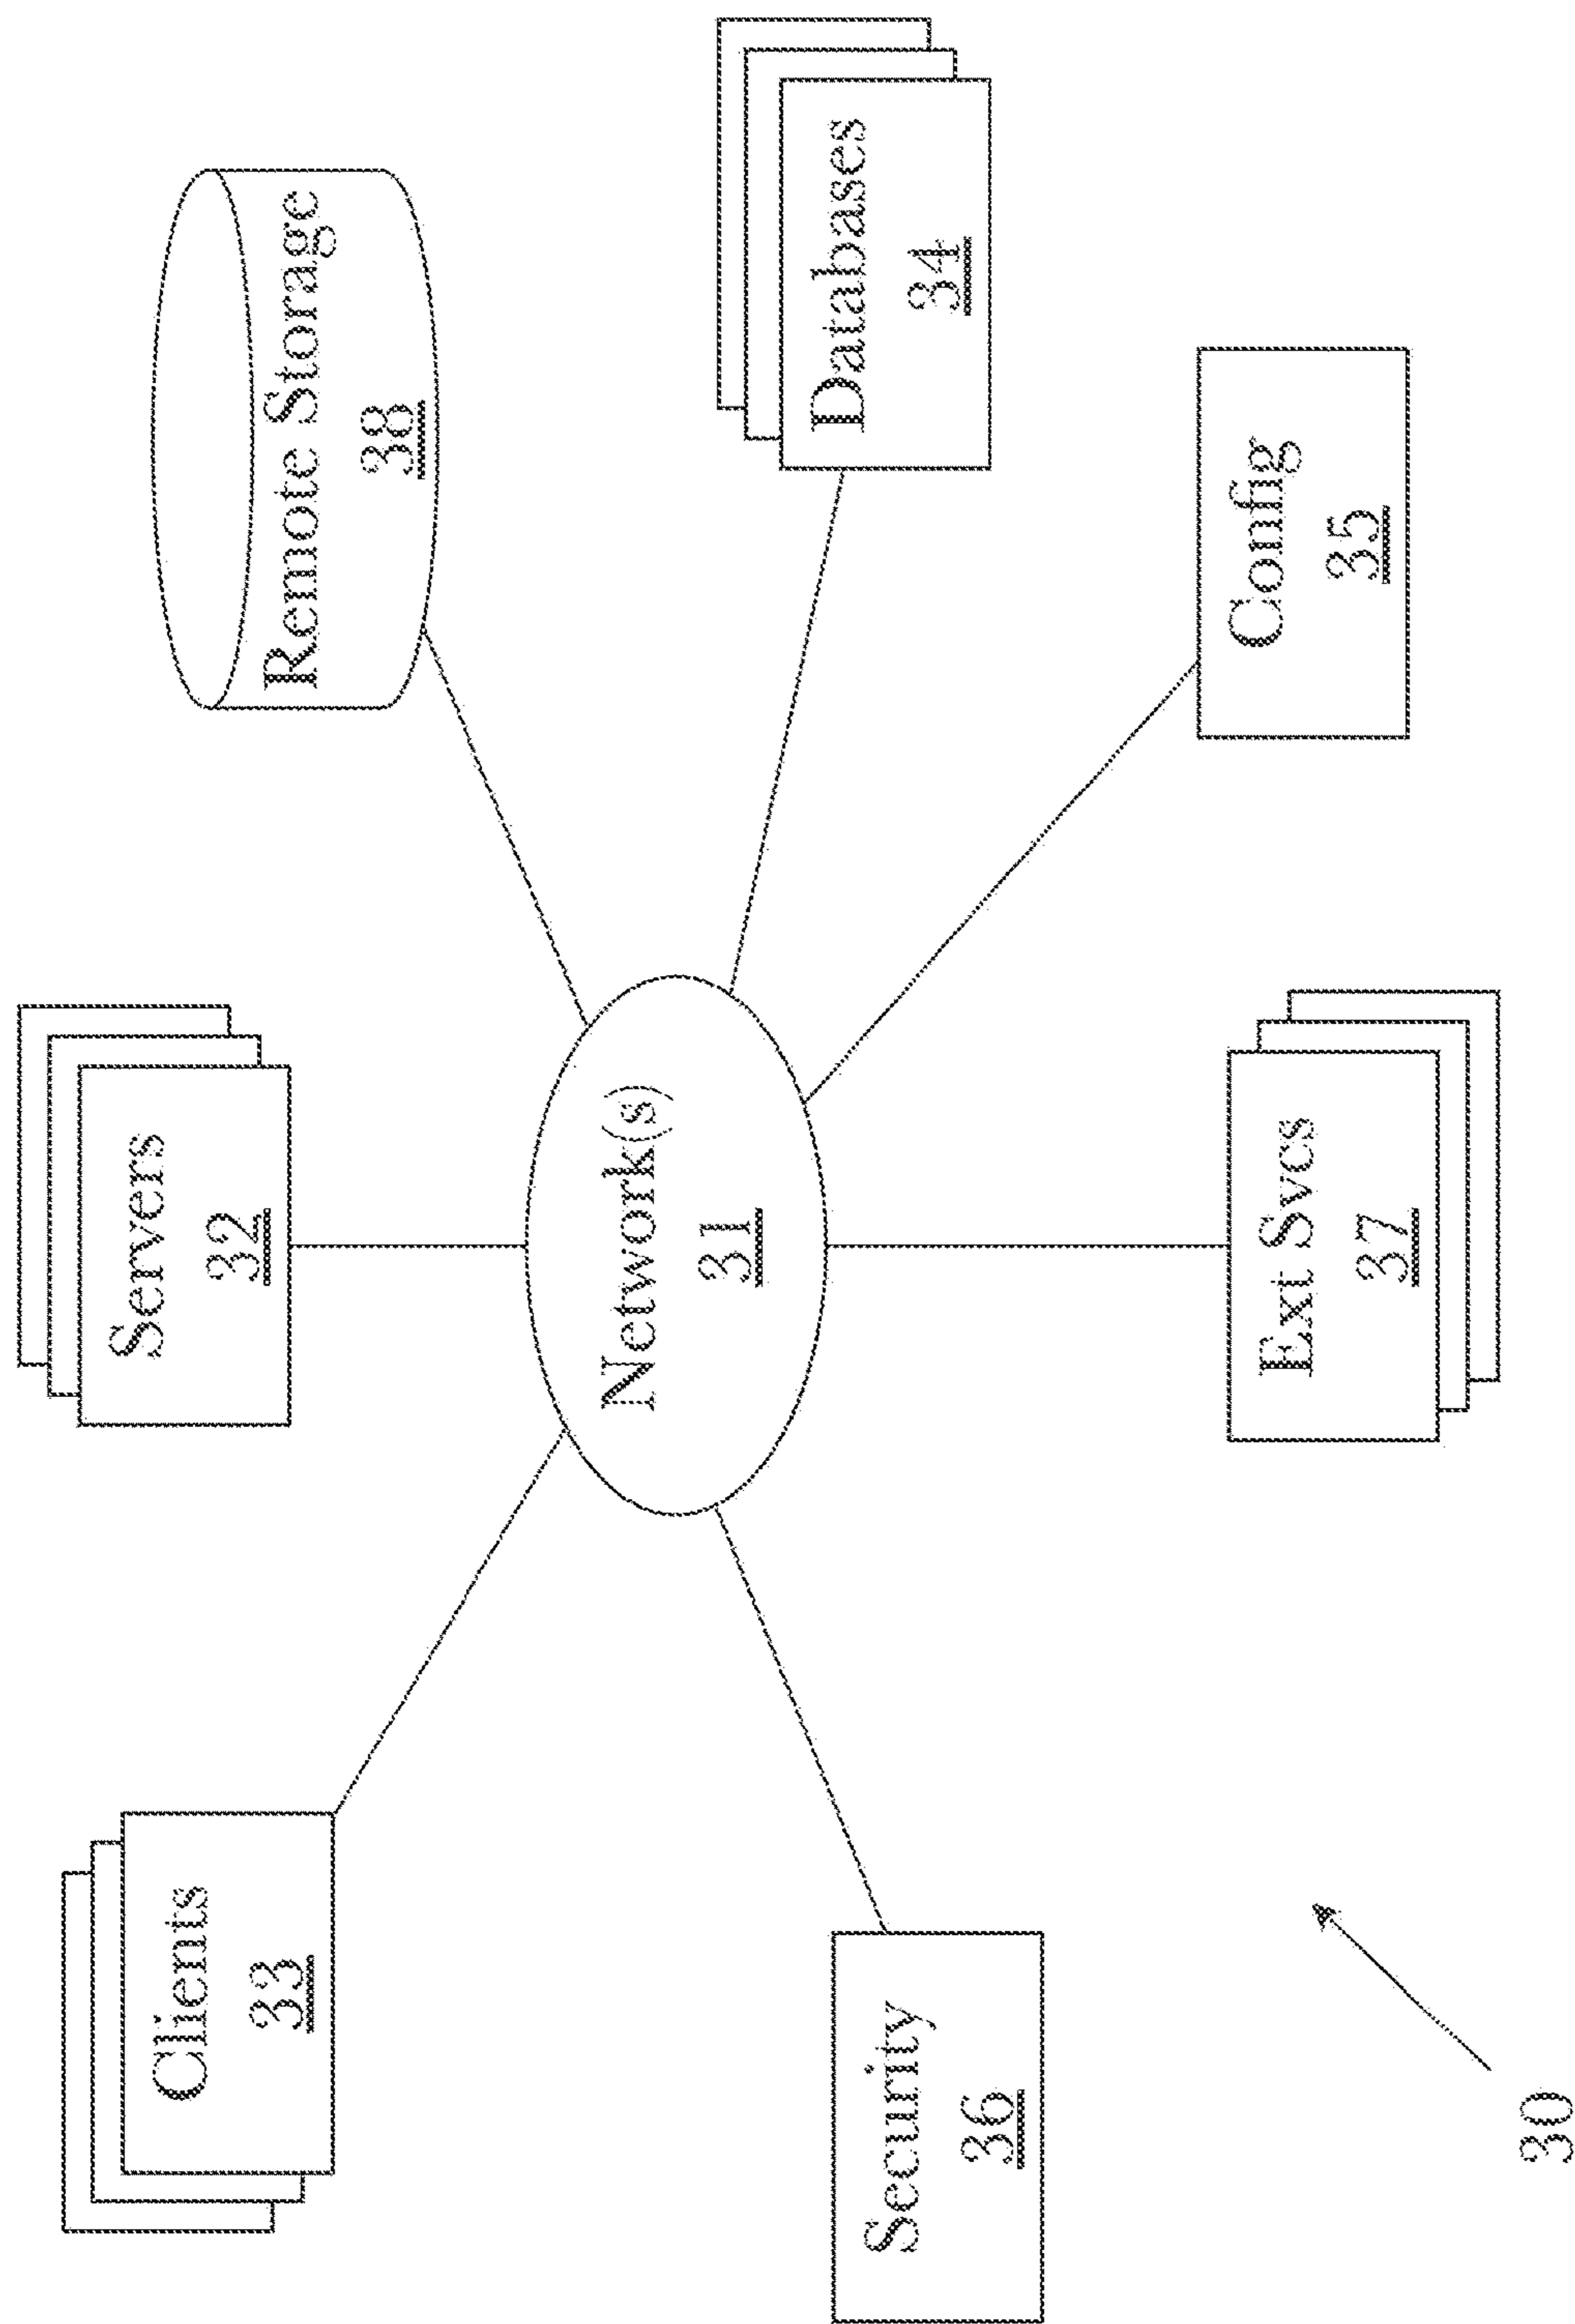 Clients
33
Servers
32
Remote Storage
38
Network(s)
31
Databases
34
Security
36
Ext Svcs
37
Config
35
30